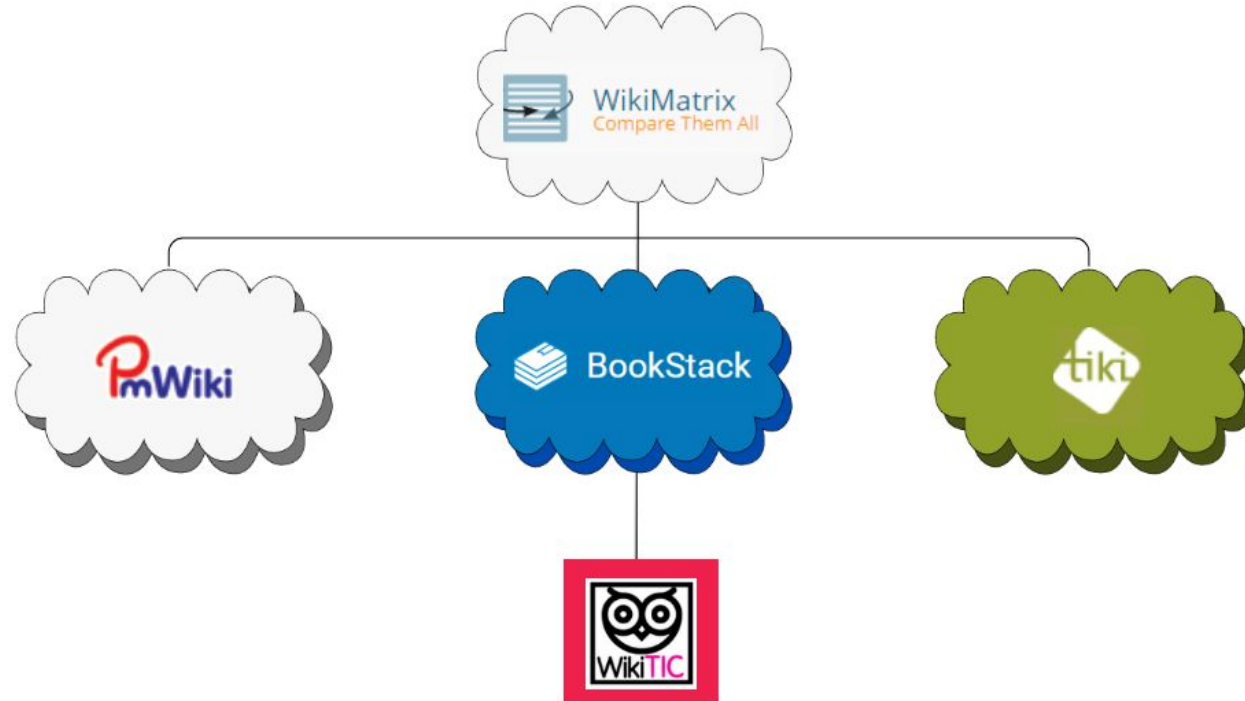 WikiMatrix
Compare Them All
PmWiki
BookStack
tiki
WikiTIC